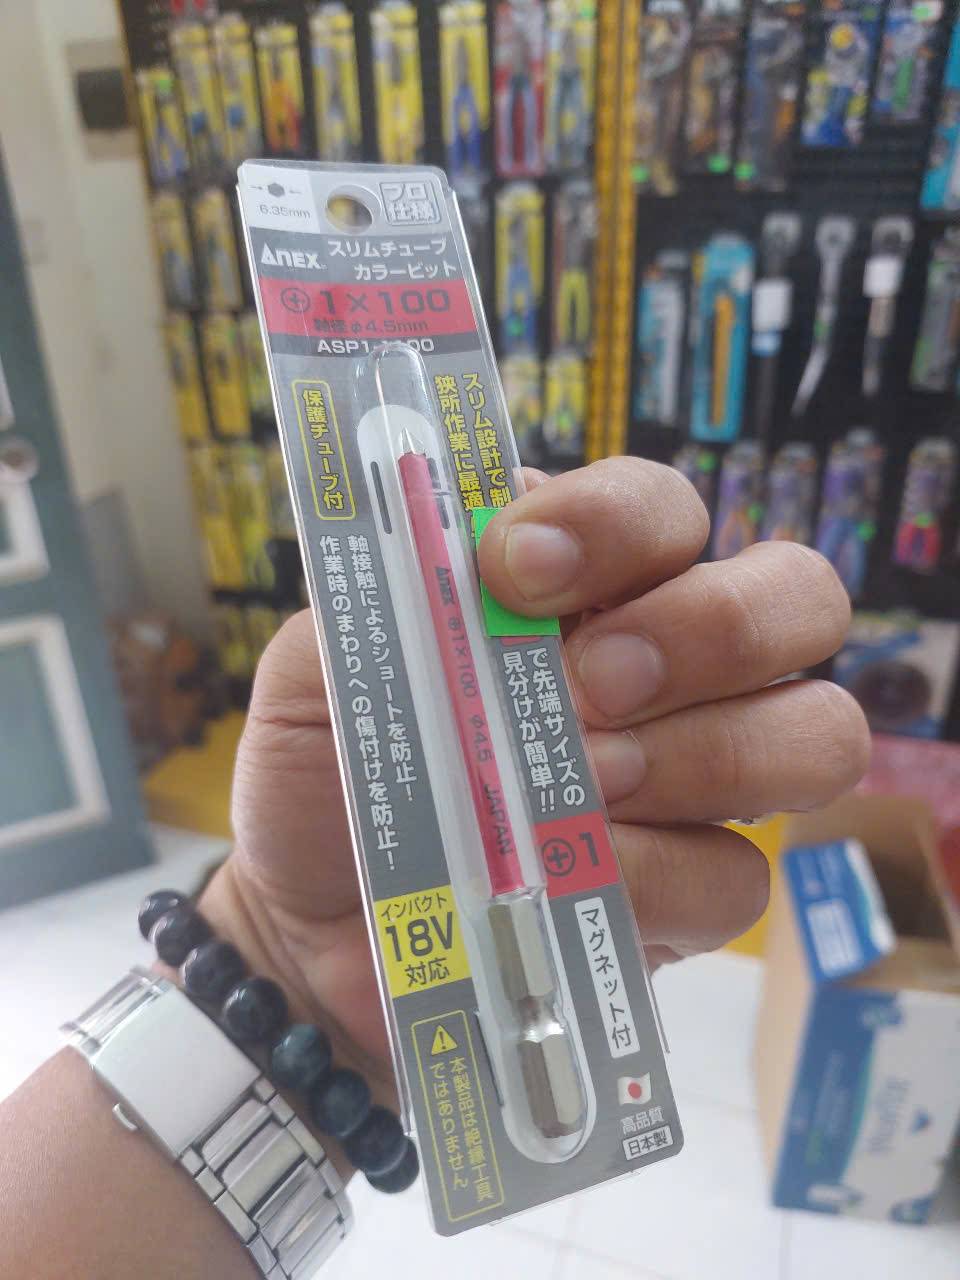 6.35mm
プロ
仕様
ANEX
スリムチューブ
カラービット
⊕1×100
軸径φ4.5mm
保護チューブ付
スリム設計で
狭所作業に最適
軸接触によるショートを防止!
作業時のまわりへの傷付けを防止!
ANEX ⊕1×100 φ4.5 JAPAN
で先端サイズの
見分けが簡単!!
⊕1
インパクト
18V
対応
マグネット付
本製品は絶縁工具
ではありません
高品質
日本製